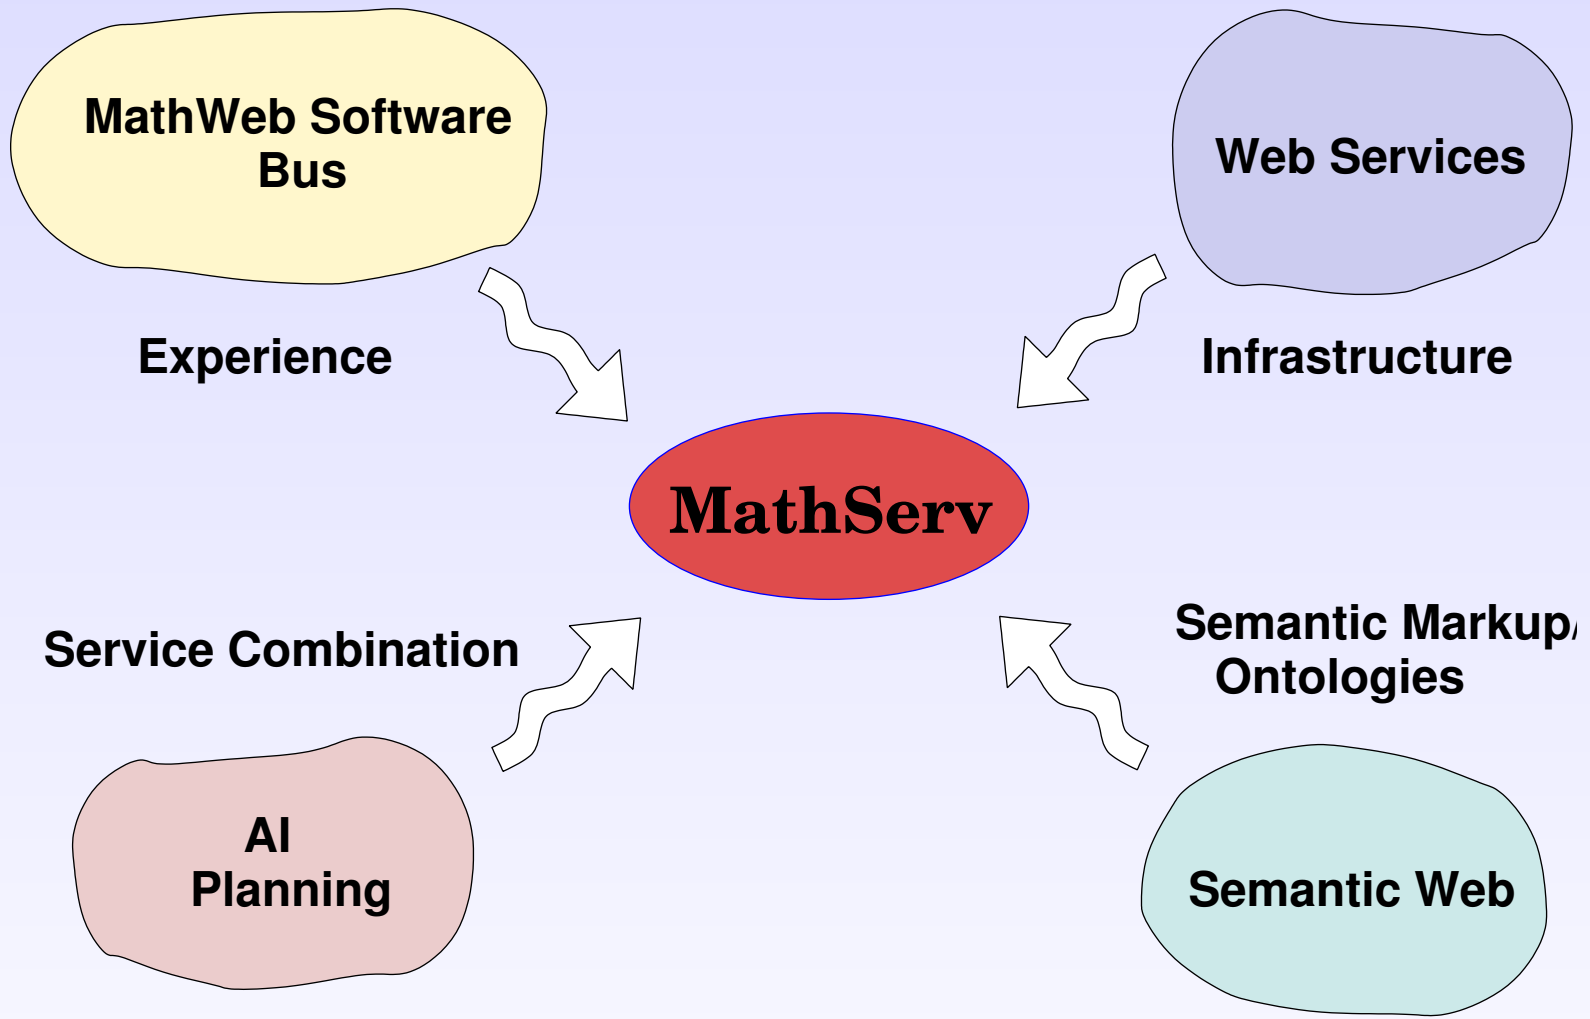 MathWeb Software
Bus
Web Services
Experience
Infrastructure
MathServ
Service Combination
Semantic Markup/
Ontologies
AI
Planning
Semantic Web